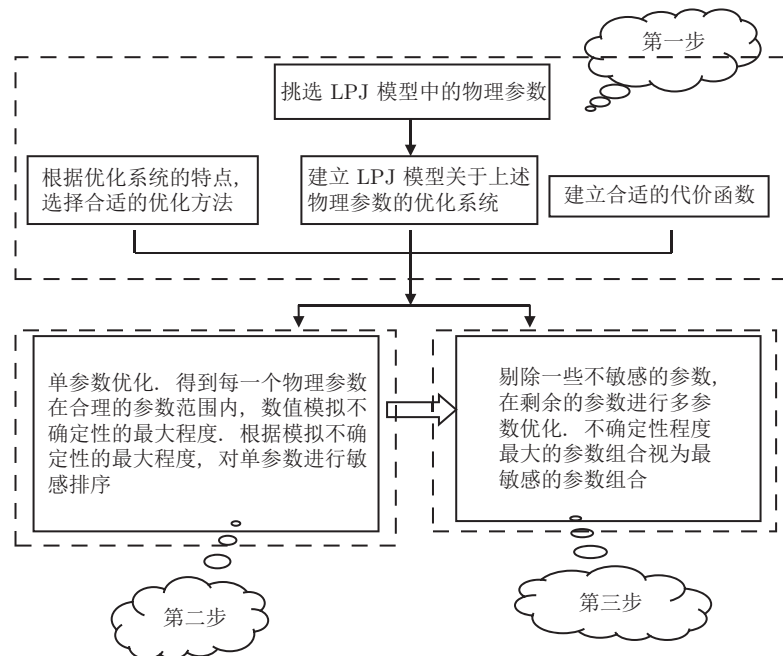 第一步
挑选 LPJ 模型中的物理参数
根据优化系统的特点,
选择合适的优化方法
建立 LPJ 模型关于上述
物理参数的优化系统
建立合适的代价函数
单参数优化. 得到每一个物理参数
在合理的参数范围内, 数值模拟不
确定性的最大程度. 根据模拟不确
定性的最大程度, 对单参数进行敏
感排序
剔除一些不敏感的参数,
在剩余的参数进行多参
数优化. 不确定性程度
最大的参数组合视为最
敏感的参数组合
第二步
第三步